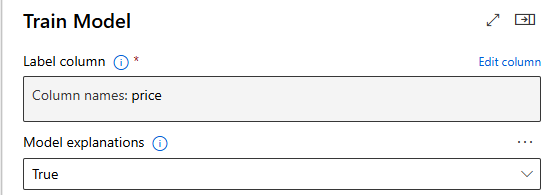 Train Model
Label column * Edit column
Column names: price
Model explanations ...
True